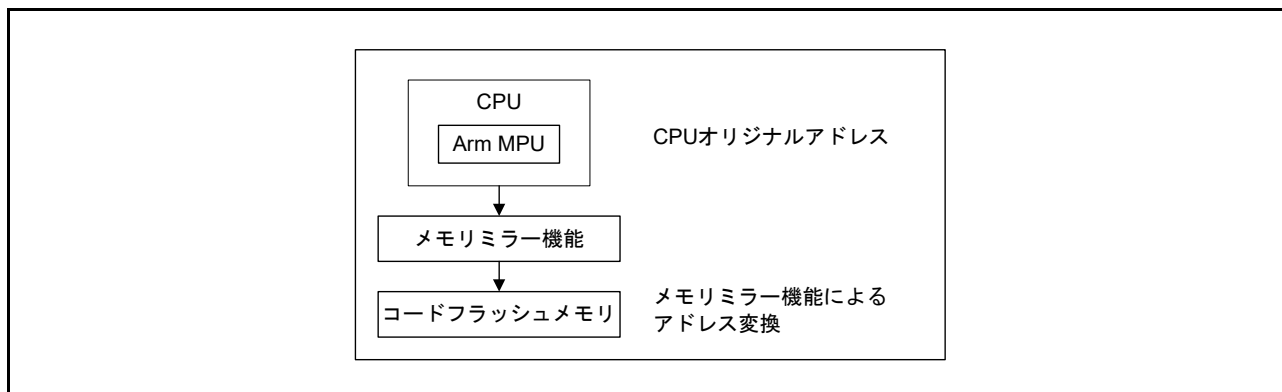 CPU
Arm MPU
CPUオリジナルアドレス
メモリミラー機能
コードフラッシュメモリ
メモリミラー機能による
アドレス変換